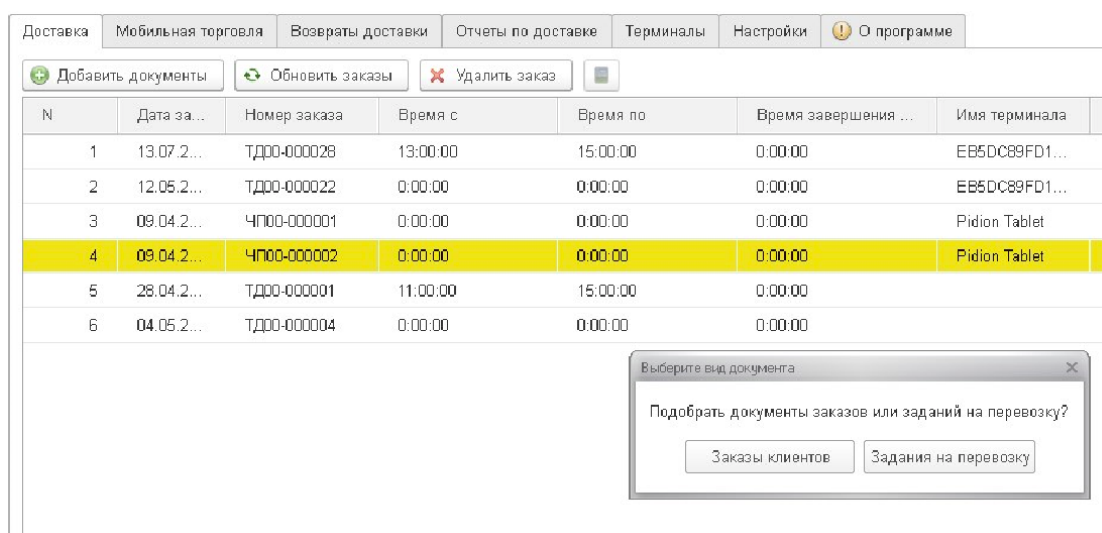 Доставка Мобильная торговля Возвраты доставки Отчеты по доставке Терминалы Настройки О программе
Добавить документы Обновить заказы Удалить заказ
N Дата за... Номер заказа Время с Время по Время завершения ... Имя терминала
1 13.07.2... ТД00-000028 13:00:00 15:00:00 0:00:00 EB5DC89FD1...
2 12.05.2... ТД00-000022 0:00:00 0:00:00 0:00:00 EB5DC89FD1...
3 09.04.2... ЧП00-000001 0:00:00 0:00:00 0:00:00 Pidion Tablet
4 09.04.2... ЧП00-000002 0:00:00 0:00:00 0:00:00 Pidion Tablet
5 28.04.2... ТД00-000001 11:00:00 15:00:00 0:00:00
6 04.05.2... ТД00-000004 0:00:00 0:00:00 0:00:00
Выберите вид документа
Подобрать документы заказов или заданий на перевозку?
Заказы клиентов Задания на перевозку